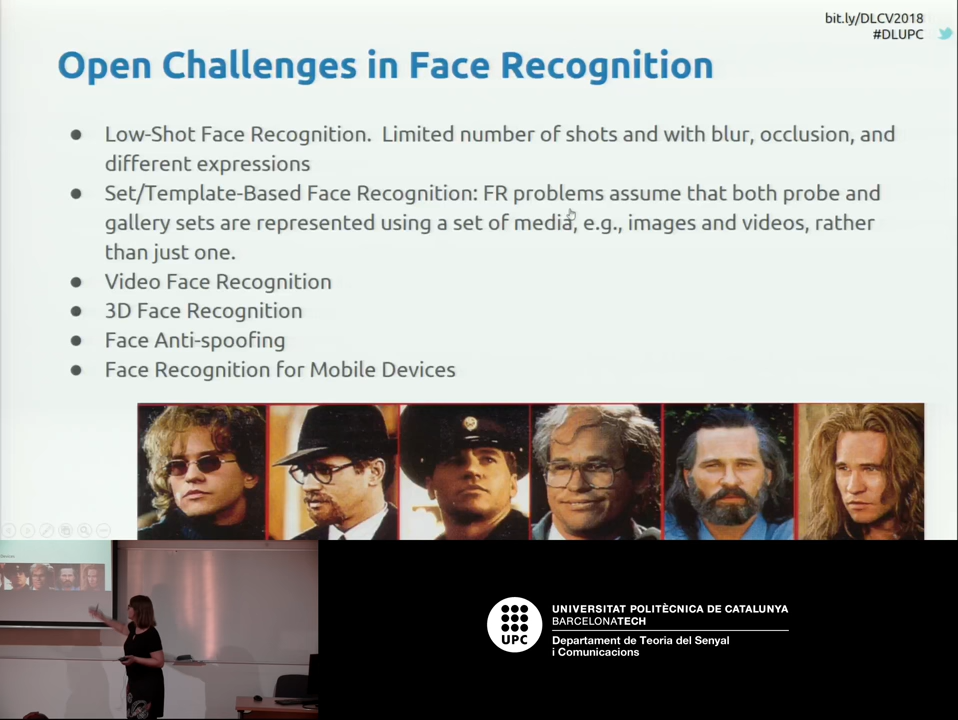 bit.ly/DLCV2018
#DLUPC
Open Challenges in Face Recognition
● Low-Shot Face Recognition. Limited number of shots and with blur, occlusion, and
different expressions
● Set/Template-Based Face Recognition: FR problems assume that both probe and
gallery sets are represented using a set of media, e.g., images and videos, rather
than just one.
● Video Face Recognition
● 3D Face Recognition
● Face Anti-spoofing
● Face Recognition for Mobile Devices
UPC
UNIVERSITAT POLITÈCNICA DE CATALUNYA
BARCELONATECH
Departament de Teoria del Senyal
i Comunicacions